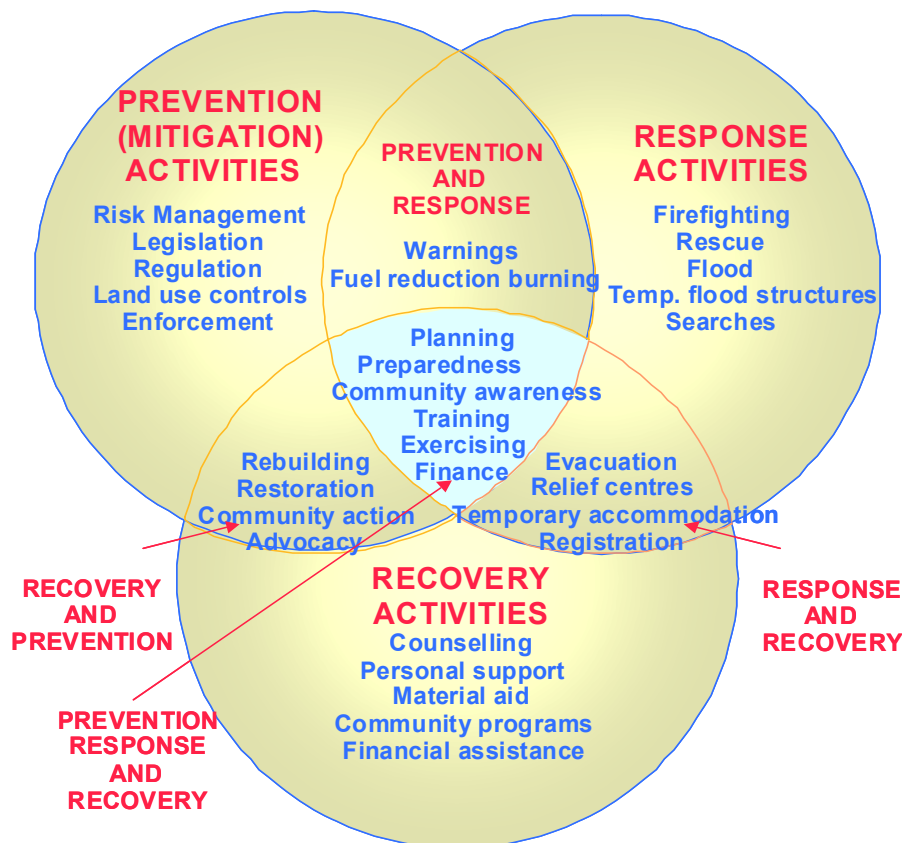 PREVENTION
(MITIGATION)
ACTIVITIES
Risk Management
Legislation
Regulation
Land use controls
Enforcement
PREVENTION
AND
RESPONSE
Warnings
Fuel reduction burning
RESPONSE
ACTIVITIES
Firefighting
Rescue
Flood
Temp. flood structures
Searches
Planning
Preparedness
Community awareness
Training
Exercising
Finance
Rebuilding
Restoration
Community action
Advocacy
Evacuation
Relief centres
Temporary accommodation
Registration
RECOVERY
AND
PREVENTION
RECOVERY
ACTIVITIES
Counselling
Personal support
Material aid
Community programs
Financial assistance
RESPONSE
AND
RECOVERY
PREVENTION
RESPONSE
AND
RECOVERY